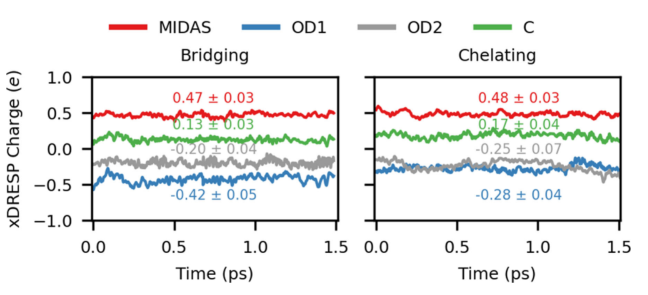 MIDAS OD1 OD2 C
Bridging Chelating
xDRESP Charge (e)
1.0
0.5
0.0
−0.5
−1.0
0.47 ± 0.03
0.13 ± 0.03
-0.20 ± 0.04
-0.42 ± 0.05
0.48 ± 0.03
0.17 ± 0.04
-0.25 ± 0.07
-0.28 ± 0.04
0.0 0.5 1.0 1.5
0.0 0.5 1.0 1.5
Time (ps) Time (ps)